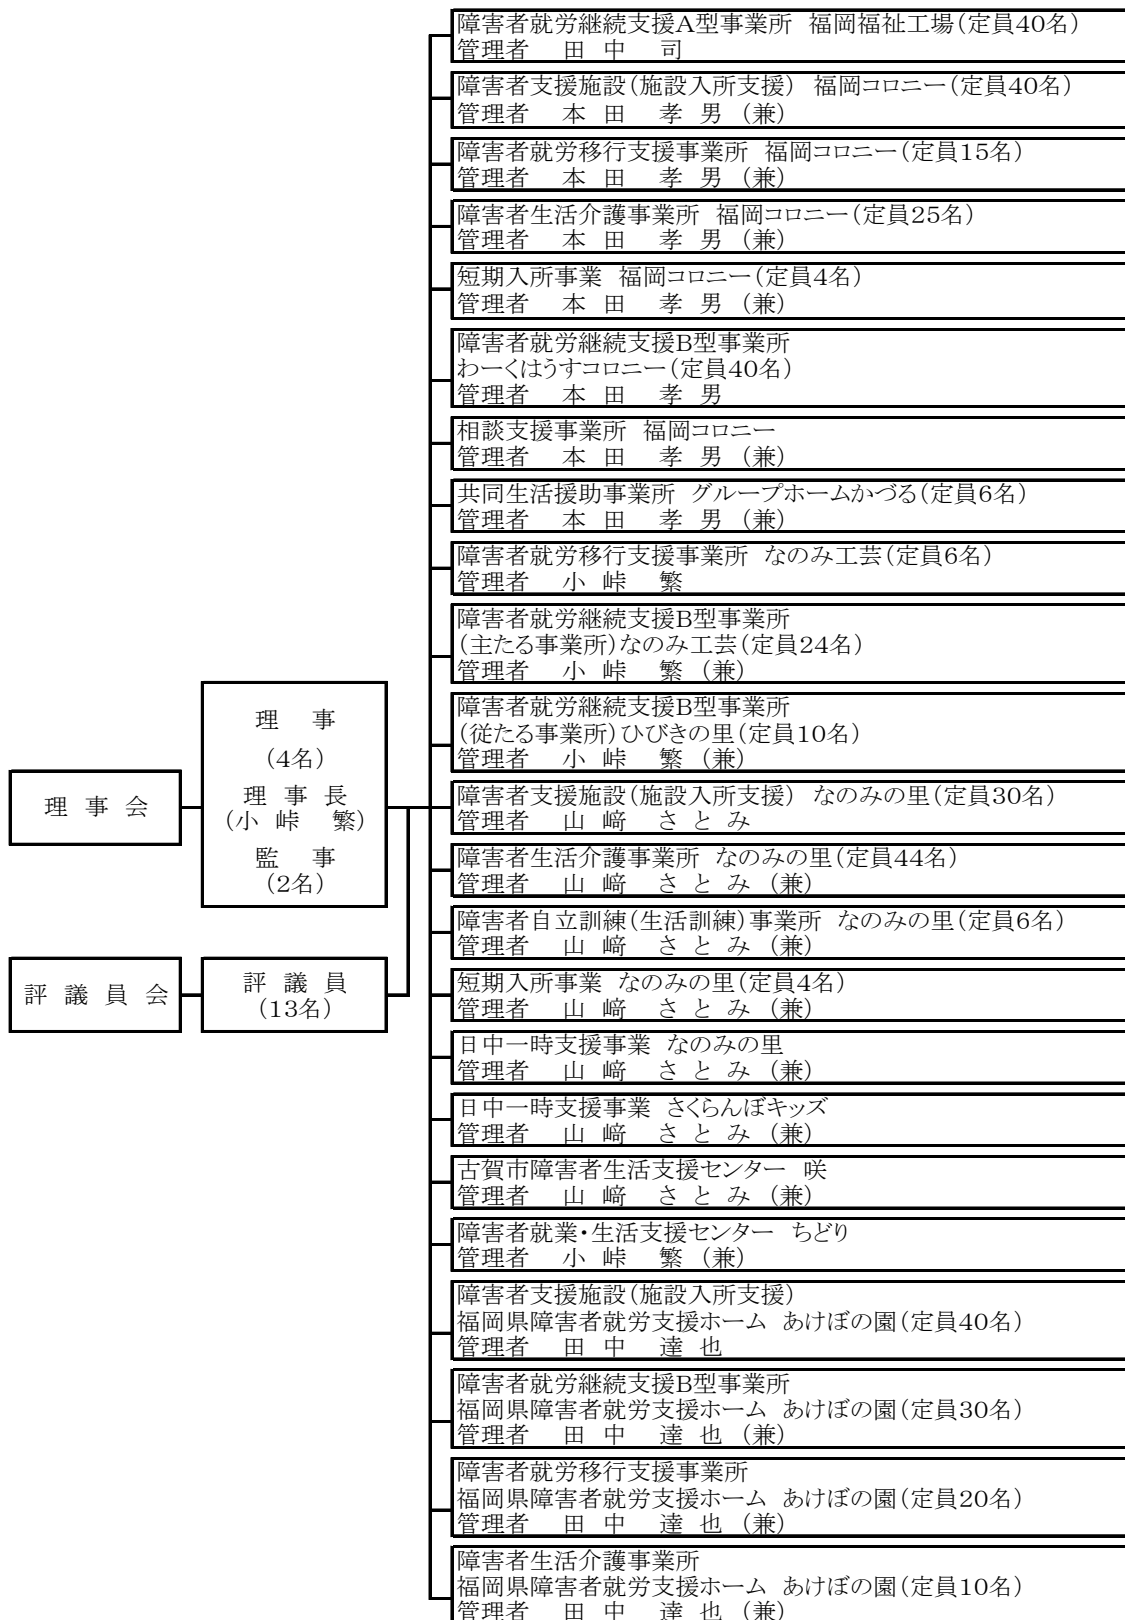 障害者就労継続支援A型事業所 福岡福祉工場(定員40名)
管理者 田 中 司
障害者支援施設(施設入所支援) 福岡コロニー(定員40名)
管理者 本 田 孝 男 (兼)
障害者就労移行支援事業所 福岡コロニー(定員15名)
管理者 本 田 孝 男 (兼)
障害者生活介護事業所 福岡コロニー(定員25名)
管理者 本 田 孝 男 (兼)
短期入所事業 福岡コロニー(定員4名)
管理者 本 田 孝 男 (兼)
障害者就労継続支援B型事業所
わーくはうすコロニー(定員40名)
管理者 本 田 孝 男
相談支援事業所 福岡コロニー
管理者 本 田 孝 男 (兼)
共同生活援助事業所 グループホームかづる(定員6名)
管理者 本 田 孝 男 (兼)
障害者就労移行支援事業所 なのみ工芸(定員6名)
管理者 小 峠 繁
障害者就労継続支援B型事業所
(主たる事業所)なのみ工芸(定員24名)
管理者 小 峠 繁 (兼)
障害者就労継続支援B型事業所
(従たる事業所)ひびきの里(定員10名)
管理者 小 峠 繁 (兼)
理 事 会
理 事
(4名)
理 事 長
(小 峠 繁)
監 事
(2名)
評 議 員 会
評 議 員
(13名)
障害者支援施設(施設入所支援) なのみの里(定員30名)
管理者 山 﨑 さ と み
障害者生活介護事業所 なのみの里(定員44名)
管理者 山 﨑 さ と み (兼)
障害者自立訓練(生活訓練)事業所 なのみの里(定員6名)
管理者 山 﨑 さ と み (兼)
短期入所事業 なのみの里(定員4名)
管理者 山 﨑 さ と み (兼)
日中一時支援事業 なのみの里
管理者 山 﨑 さ と み (兼)
日中一時支援事業 さくらんぼキッズ
管理者 山 﨑 さ と み (兼)
古賀市障害者生活支援センター 咲
管理者 山 﨑 さ と み (兼)
障害者就業・生活支援センター ちどり
管理者 小 峠 繁 (兼)
障害者支援施設(施設入所支援)
福岡県障害者就労支援ホーム あけぼの園(定員40名)
管理者 田 中 達 也
障害者就労継続支援B型事業所
福岡県障害者就労支援ホーム あけぼの園(定員30名)
管理者 田 中 達 也 (兼)
障害者就労移行支援事業所
福岡県障害者就労支援ホーム あけぼの園(定員20名)
管理者 田 中 達 也 (兼)
障害者生活介護事業所
福岡県障害者就労支援ホーム あけぼの園(定員10名)
管理者 田 中 達 也 (兼)